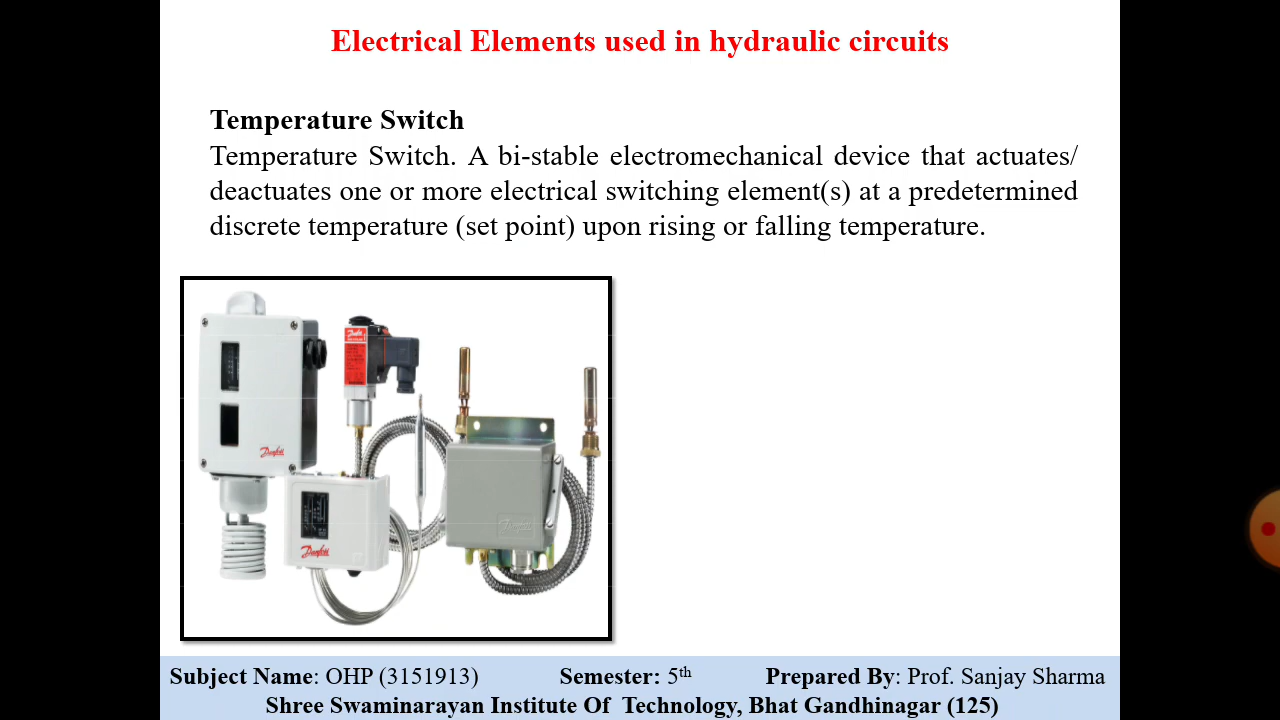 Electrical Elements used in hydraulic circuits
Temperature Switch
Temperature Switch. A bi-stable electromechanical device that actuates/
deactuates one or more electrical switching element(s) at a predetermined
discrete temperature (set point) upon rising or falling temperature.
Danfoss
Danfoss
Danfoss
Danfoss
Subject Name: OHP (3151913) Semester: 5th Prepared By: Prof. Sanjay Sharma
Shree Swaminarayan Institute Of Technology, Bhat Gandhinagar (125)